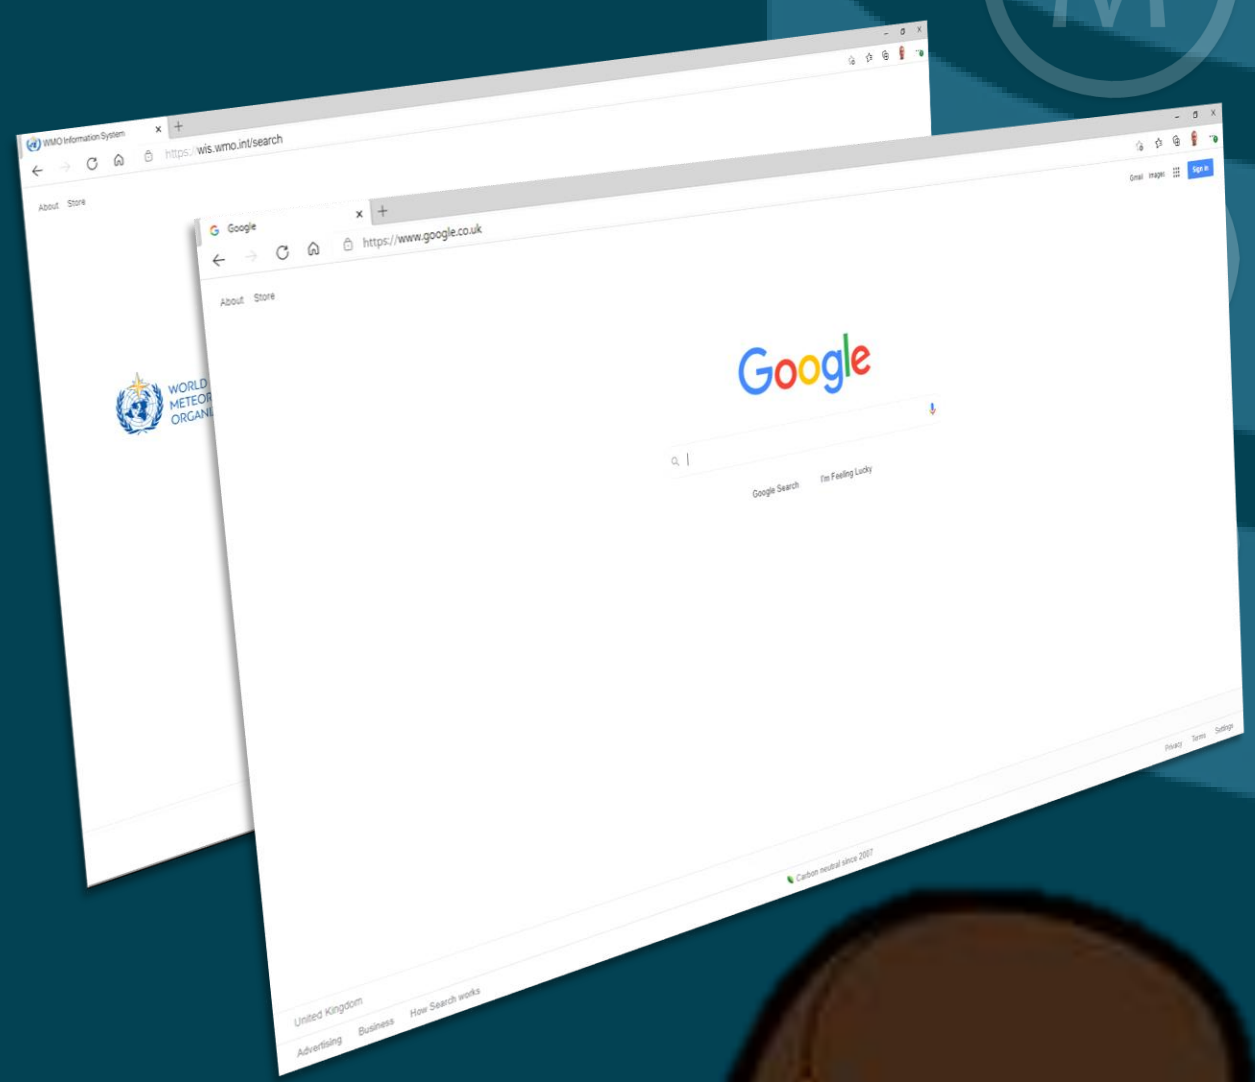 WMO Information System
https://wis.wmo.int/search
About Store
WORLD
METEOR
ORGANI
Google
https://www.google.co.uk
Gmail Images Sign in
About Store
Google
Google Search I'm Feeling Lucky
Carbon neutral since 2007
United Kingdom
Advertising Business How Search works
Privacy Terms Settings
M